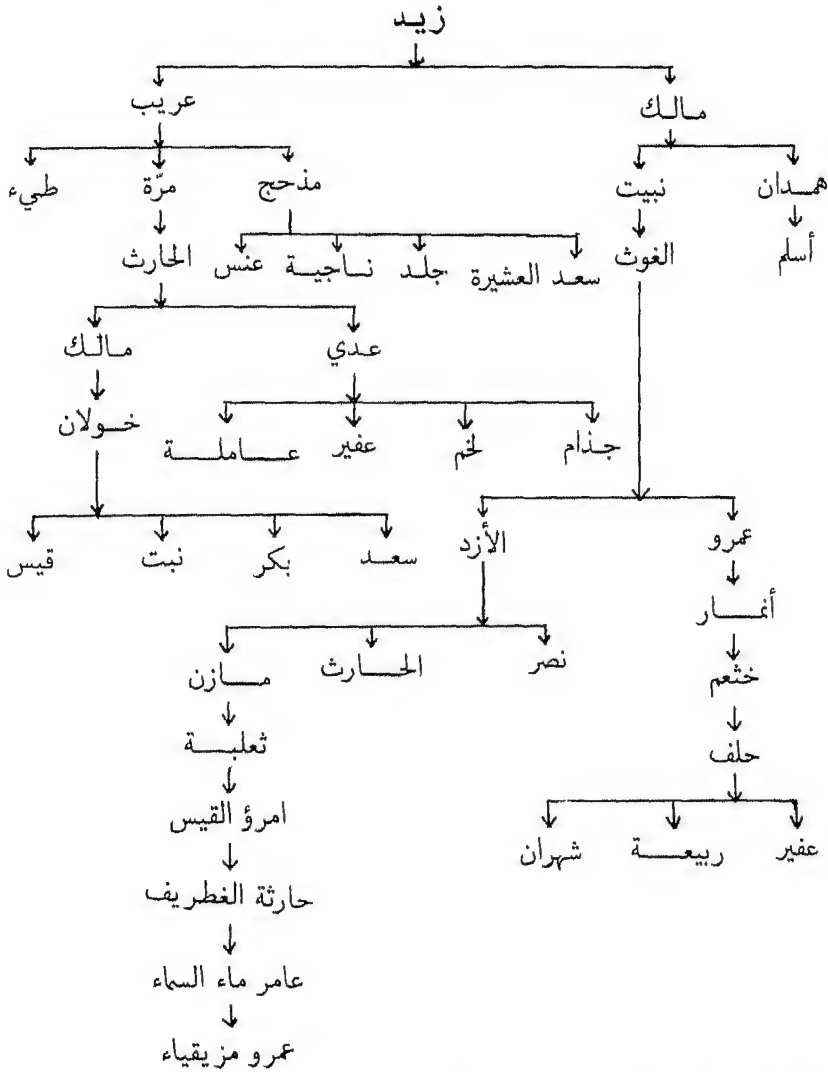 زيد
مالك عريب
همدان نبيت مذحج مرّة طيء
أسلم الغوث سعد العشيرة جلد ناجية عنس الحارث
عدي مالك
جذام لخم عفير عاملة خولان
عمرو الأزد سعد بكر نبت قيس
أنمار
نصر الحارث مازن
خثعم
ثعلبة
حلف
امرؤ القيس
عفير ربيعة شهران
حارثة الغطريف
عامر ماء السماء
عمرو مزيقياء